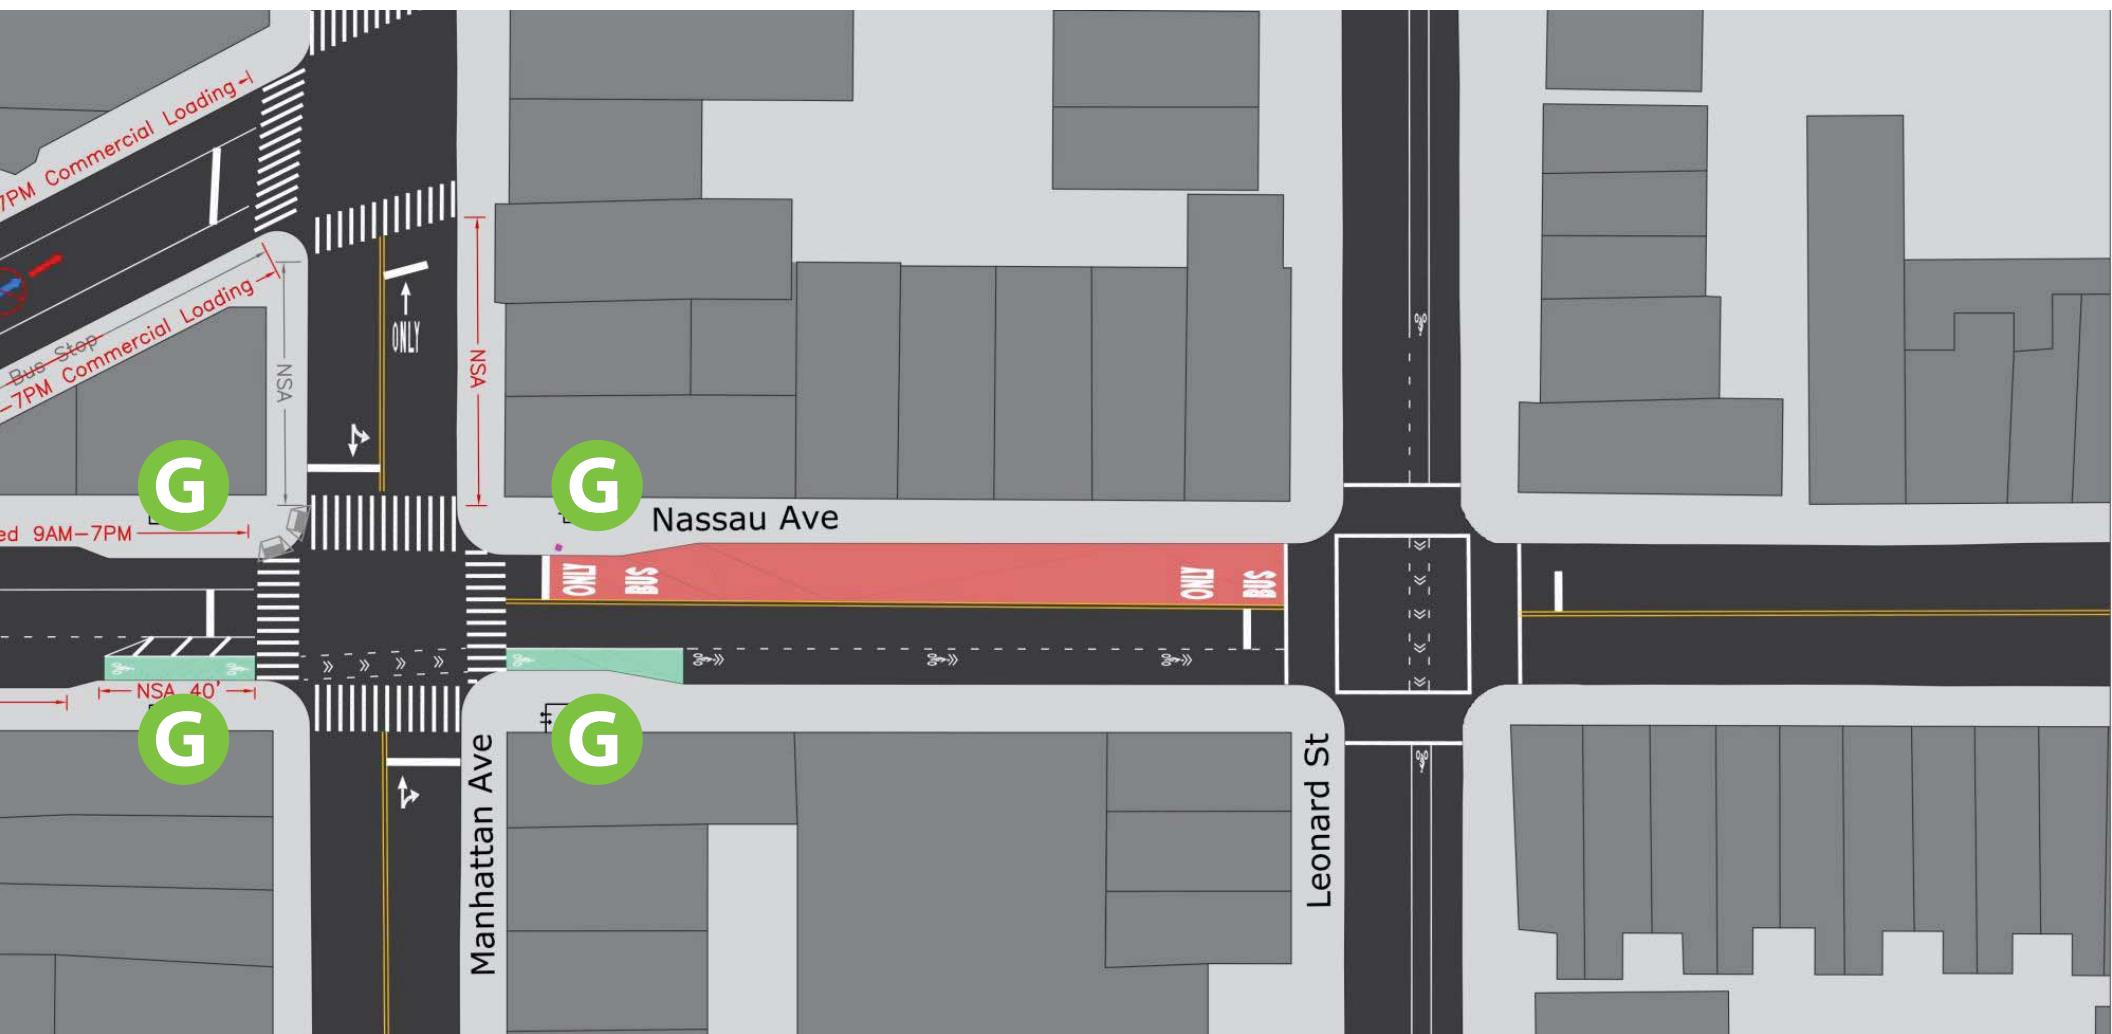 7PM Commercial Loading
Bus Stop
-7PM Commercial Loading
ONLY
NSA
NSA
G
G
ed 9AM-7PM
Nassau Ave
ONLY
BUS
ONLY
BUS
NSA 40'
G
G
Manhattan Ave
Leonard St